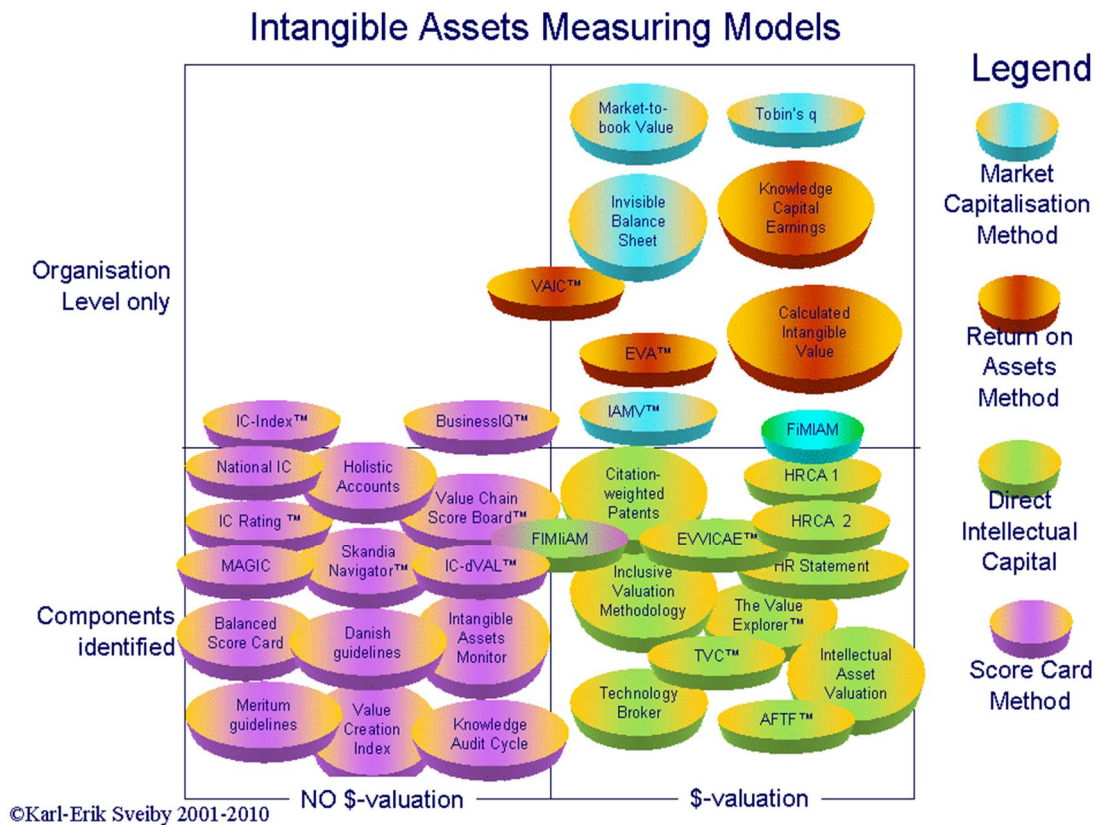 Intangible Assets Measuring Models
Legend
Market
Capitalisation
Method
Return on
Assets
Method
Direct
Intellectual
Capital
Score Card
Method
Organisation
Level only
Components
identified
Market-to-
book Value
Tobin's q
Invisible
Balance
Sheet
Knowledge
Capital
Earnings
VAIC™
Calculated
Intangible
Value
EVA™
IAMV™
FiMIAM
IC-Index™
BusinessIQ™
National IC
Holistic
Accounts
Value Chain
Score Board™
IC Rating ™
Skandia
Navigator™
MAGIC
IC-dVAL™
Balanced
Score Card
Danish
guidelines
Intangible
Assets
Monitor
Meritum
guidelines
Value
Creation
Index
Knowledge
Audit Cycle
Citation-
weighted
Patents
HRCA 1
HRCA 2
FIMIiAM
EVVICAE™
HR Statement
Inclusive
Valuation
Methodology
The Value
Explorer™
TVC™
Intellectual
Asset
Valuation
Technology
Broker
AFTF™
NO $-valuation
$-valuation
©Karl-Erik Sveiby 2001-2010